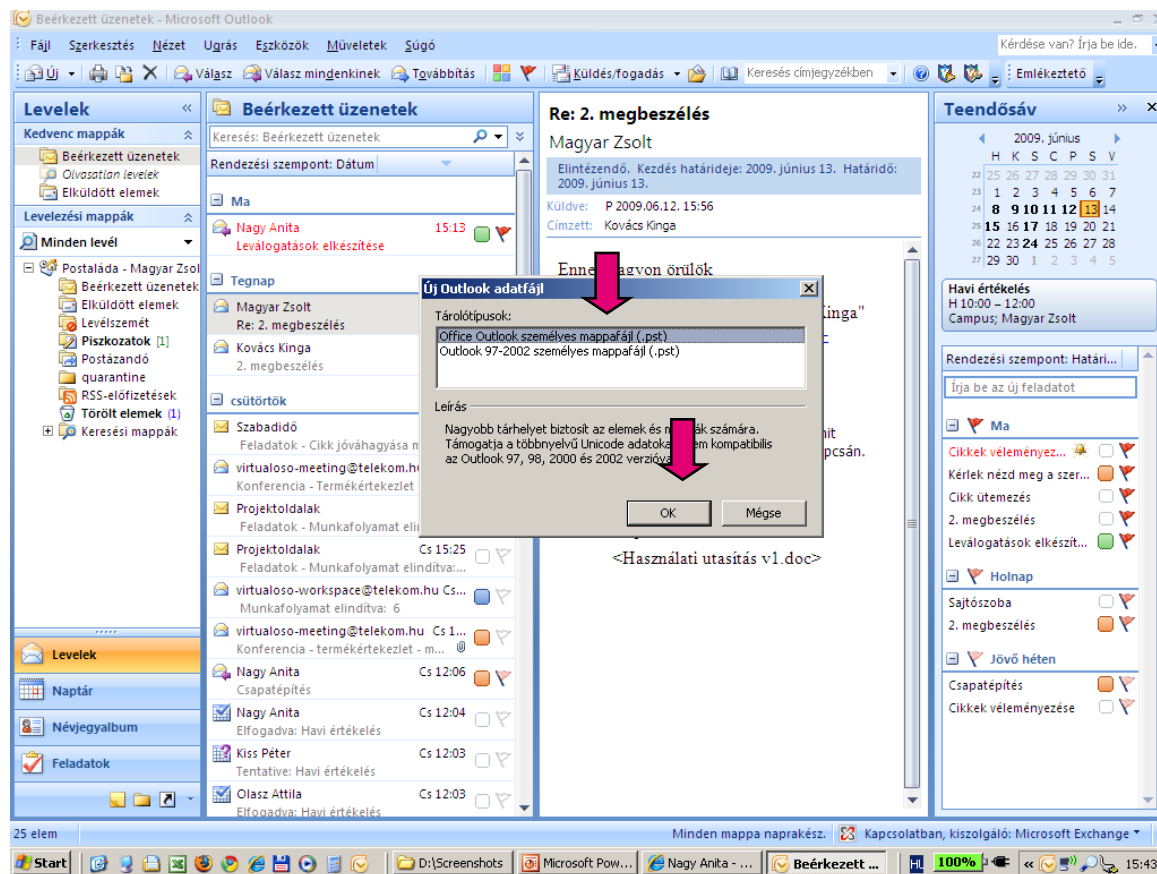 Beérkezett üzenetek - Microsoft Outlook
Fájl Szerkesztés Nézet Ugrás Eszközök Műveletek Súgó
Kérdése van? Írja be ide.
Új Válasz Válasz mindenkinek Továbbítás Küldés/fogadás Keresés címjegyzékben Emlékeztető
Levelek
Kedvenc mappák
Beérkezett üzenetek
Olvasatlan levelek
Elküldött elemek
Levelezési mappák
Minden levél
Postaláda - Magyar Zsol
Beérkezett üzenetek
Elküldött elemek
Levélszemét
Piszkozatok [1]
Postázandó
quarantine
RSS-előfizetések
Törölt elemek (1)
Keresési mappák
Levelek
Naptár
Névjegyalbum
Feladatok
Beérkezett üzenetek
Keresés: Beérkezett üzenetek
Rendezési szempont: Dátum
Ma
Nagy Anita 15:13
Leválogatások elkészítése
Tegnap
Magyar Zsolt
Re: 2. megbeszélés
Kovács Kinga
2. megbeszélés
csütörtök
Szabadidő
Feladatok - Cikk jóváhagyása m
virtualoso-meeting@telekom.h
Konferencia - Termékértekezlet
Projektoldalak
Feladatok - Munkafolyamat elin
Projektoldalak Cs 15:25
Feladatok - Munkafolyamat elindítva:...
virtualoso-workspace@telekom.hu Cs...
Munkafolyamat elindítva: 6
virtualoso-meeting@telekom.hu Cs 1...
Konferencia - termékértekezlet - m...
Nagy Anita Cs 12:06
Csapatépítés
Nagy Anita Cs 12:04
Elfogadva: Havi értékelés
Kiss Péter Cs 12:03
Tentative: Havi értékelés
Olasz Attila Cs 12:03
Elfogadva: Havi értékelés
Re: 2. megbeszélés
Magyar Zsolt
Elintézendő. Kezdés határideje: 2009. június 13. Határidő:
2009. június 13.
Küldve: P 2009.06.12. 15:56
Címzett: Kovács Kinga
örülök
Kinga"
mit
pcsán.
<Használati utasítás v1.doc>
Új Outlook adatfájl
Tárolótípusok:
Office Outlook személyes mappafájl (.pst)
Outlook 97-2002 személyes mappafájl (.pst)
Leírás
Nagyobb tárhelyet biztosít az elemek és számára.
Támogatja a többnyelvű Unicode kompatibilis
az Outlook 97, 98, 2000 és 2002
OK Mégse
Teendősáv
2009. június
H K S C P S V
22 25 26 27 28 29 30 31
23 1 2 3 4 5 6 7
24 8 9 10 11 12 13 14
25 15 16 17 18 19 20 21
26 22 23 24 25 26 27 28
27 29 30 1 2 3 4 5
Havi értékelés
H 10:00 – 12:00
Campus; Magyar Zsolt
Rendezési szempont: Határi...
Írja be az új feladatot
Ma
Cikkek véleményez...
Kérlek nézd meg a szer...
Cikk ütemezés
2. megbeszélés
Leválogatások elkészít...
Holnap
Sajtószoba
2. megbeszélés
Jövő héten
Csapatépítés
Cikkek véleményezése
25 elem
Minden mappa naprakész. Kapcsolatban, kiszolgáló: Microsoft Exchange
Start D:\Screenshots Microsoft Pow... Nagy Anita - ... Beérkezett ... HU 100% 15:43